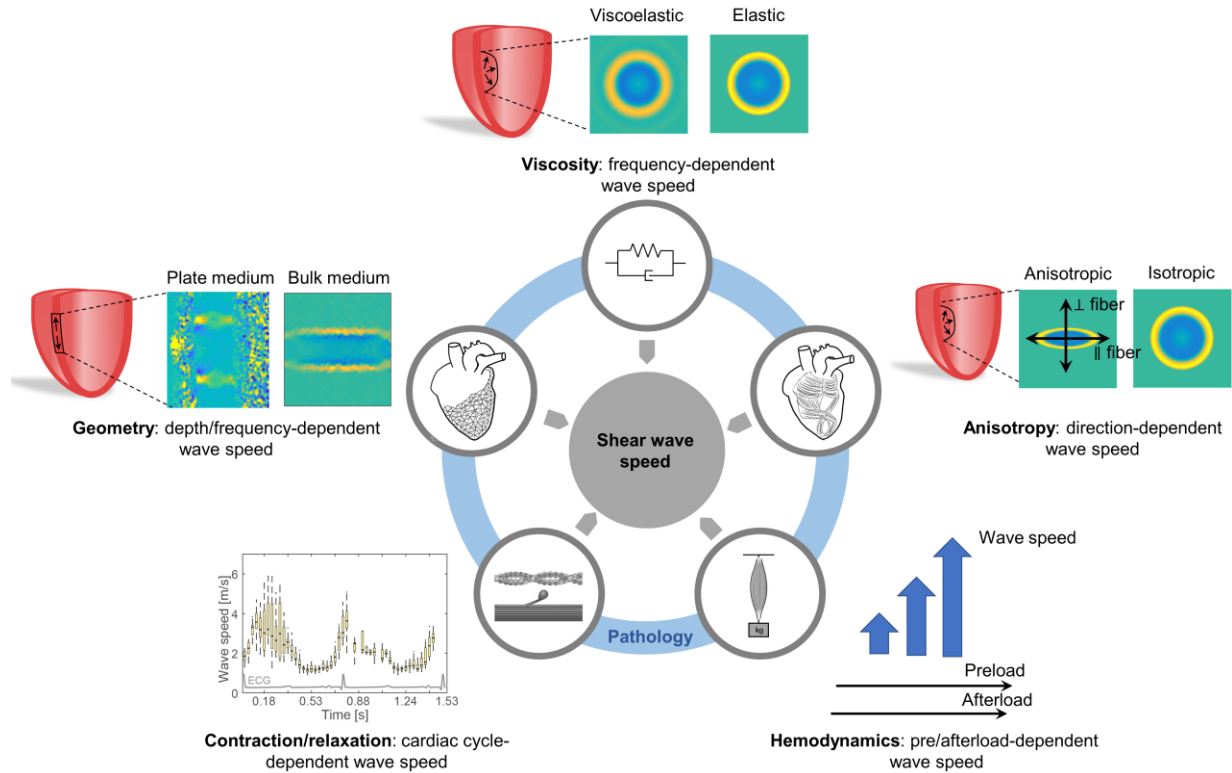 Viscoelastic
Elastic
Viscosity: frequency-dependent
wave speed
Plate medium
Bulk medium
Geometry: depth/frequency-dependent
wave speed
Anisotropic
Isotropic
⊥ fiber
|| fiber
Anisotropy: direction-dependent
wave speed
Shear wave
speed
Pathology
kg
Wave speed [m/s]
6
4
2
0
ECG
0.18
0.53
0.88
1.24
1.53
Time [s]
Contraction/relaxation: cardiac cycle-
dependent wave speed
Wave speed
Preload
Afterload
Hemodynamics: pre/afterload-dependent
wave speed